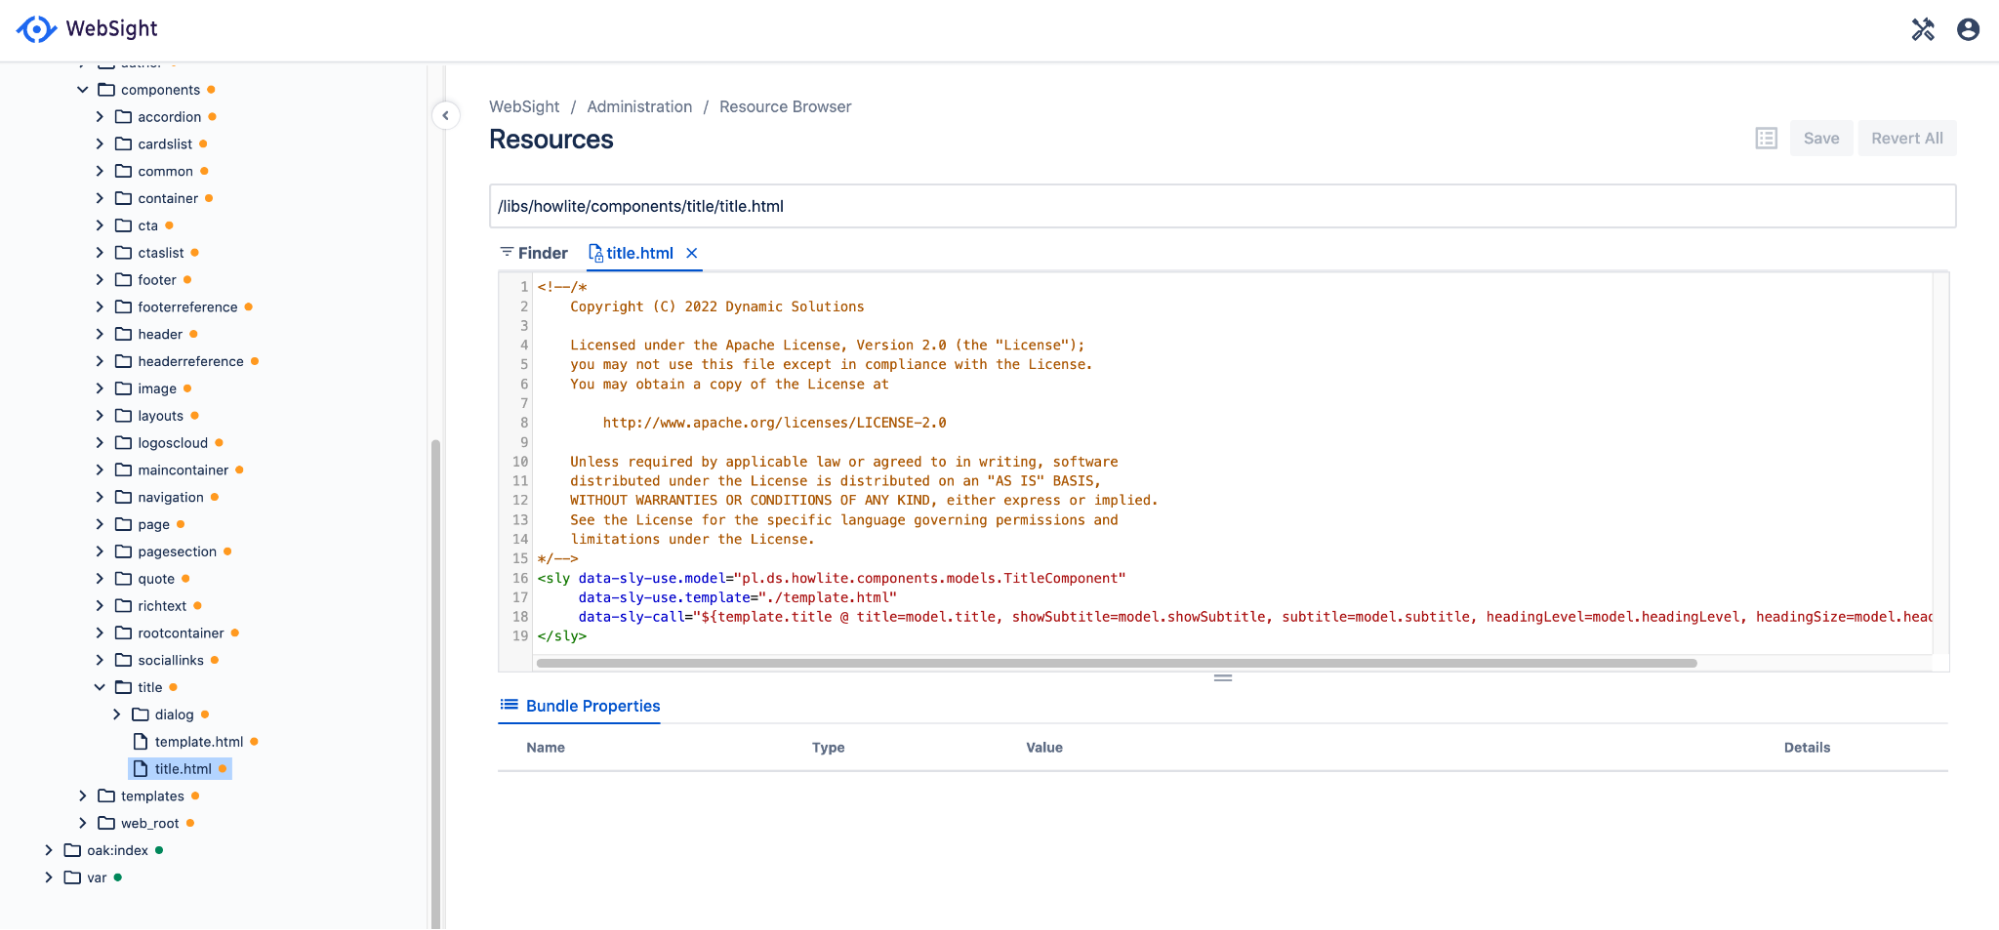 WebSight
author
components
accordion
cardslist
common
container
cta
ctaslist
footer
footerreference
header
headerreference
image
layouts
logoscloud
maincontainer
navigation
page
pagesection
quote
richtext
rootcontainer
sociallinks
title
dialog
template.html
title.html
templates
web_root
oak:index
var
WebSight / Administration / Resource Browser
Resources
Save
Revert All
/libs/howlite/components/title/title.html
Finder
title.html
1 <!--/*
2 Copyright (C) 2022 Dynamic Solutions
3
4 Licensed under the Apache License, Version 2.0 (the "License");
5 you may not use this file except in compliance with the License.
6 You may obtain a copy of the License at
7
8 http://www.apache.org/licenses/LICENSE-2.0
9
10 Unless required by applicable law or agreed to in writing, software
11 distributed under the License is distributed on an "AS IS" BASIS,
12 WITHOUT WARRANTIES OR CONDITIONS OF ANY KIND, either express or implied.
13 See the License for the specific language governing permissions and
14 limitations under the License.
15 */-->
16 <sly data-sly-use.model="pl.ds.howlite.components.models.TitleComponent"
17 data-sly-use.template="./template.html"
18 data-sly-call="${template.title @ title=model.title, showSubtitle=model.showSubtitle, subtitle=model.subtitle, headingLevel=model.headingLevel, headingSize=model.head
19 </sly>
Bundle Properties
Name Type Value Details